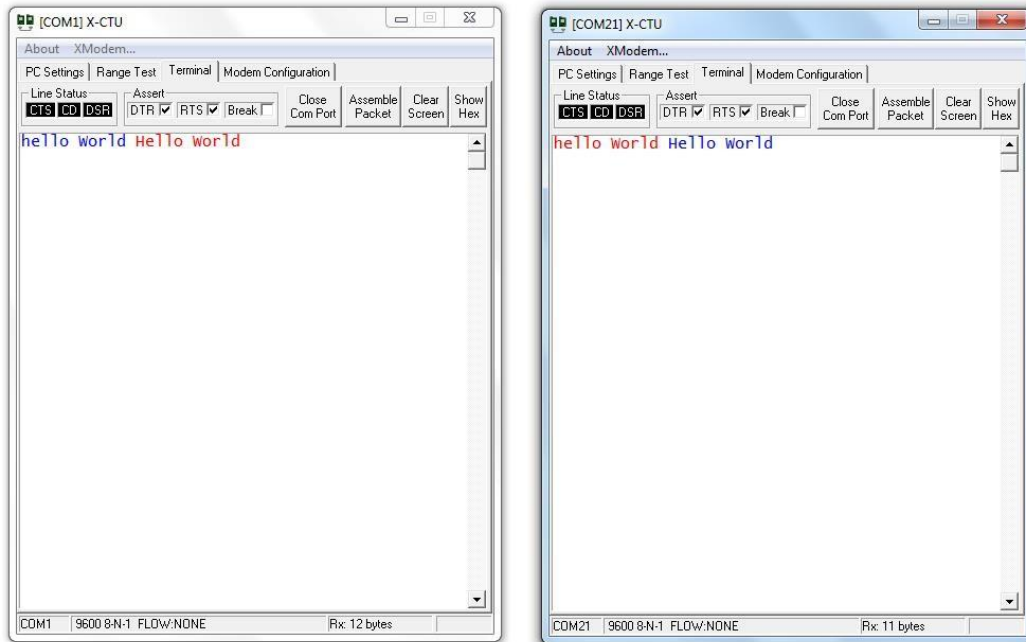 [COM1] X-CTU
About XModem...
PC Settings Range Test Terminal Modem Configuration
Line Status Assert
CTS CD DSR DTR RTS Break Close Com Port Assemble Packet Clear Screen Show Hex
hello World Hello World
COM1 9600 8-N-1 FLOW:NONE Rx: 12 bytes
[COM21] X-CTU
About XModem...
PC Settings Range Test Terminal Modem Configuration
Line Status Assert
CTS CD DSR DTR RTS Break Close Com Port Assemble Packet Clear Screen Show Hex
hello World Hello World
COM21 9600 8-N-1 FLOW:NONE Rx: 11 bytes